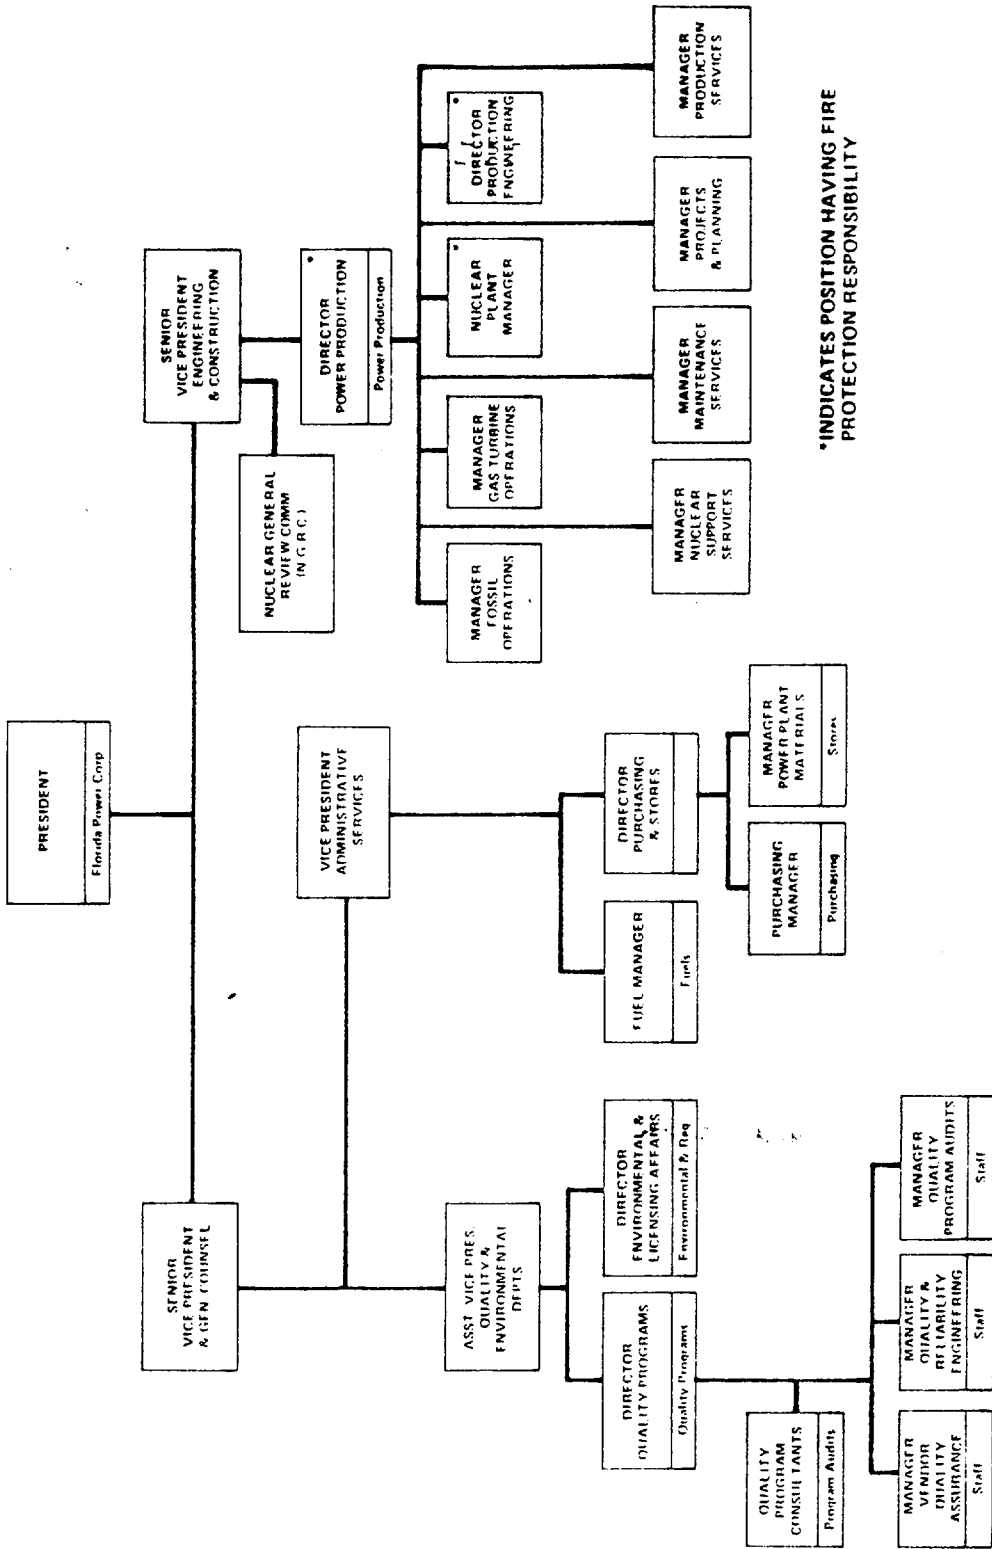 PRESIDENT
Florida Power Corp
SENIOR
VICE PRESIDENT
& GEN. COUNSEL
SENIOR
VICE PRESIDENT
ENGINEERING
& CONSTRUCTION
NUCLEAR GENERAL
REVIEW COMM
(N.G.R.C.)
VICE PRESIDENT
ADMINISTRATIVE
SERVICES
DIRECTOR *
POWER PRODUCTION
Power Production
ASST. VICE PRES.
QUALITY &
ENVIRONMENTAL
DEPTS
MANAGER
FOSSIL
OPERATIONS
MANAGER
GAS TURBINE
OPERATIONS
NUCLEAR *
PLANT
MANAGER
DIRECTOR *
PRODUCTION
ENGINEERING
DIRECTOR
QUALITY PROGRAMS
Quality Programs
DIRECTOR
ENVIRONMENTAL &
LICENSING AFFAIRS
Environmental & Reg
FUEL MANAGER
Fuels
DIRECTOR
PURCHASING
& STORES
MANAGER
NUCLEAR
SUPPORT
SERVICES
MANAGER
MAINTENANCE
SERVICES
MANAGER
PROJECTS
& PLANNING
MANAGER
PRODUCTION
SERVICES
QUALITY
PROGRAM
CONSULTANTS
Program Audits
PURCHASING
MANAGER
Purchasing
MANAGER
POWER PLANT
MATERIALS
Stores
MANAGER
VENDOR
QUALITY
ASSURANCE
Staff
MANAGER
QUALITY &
RELIABILITY
ENGINEERING
Staff
MANAGER
QUALITY
PROGRAM AUDITS
Staff
*INDICATES POSITION HAVING FIRE
PROTECTION RESPONSIBILITY